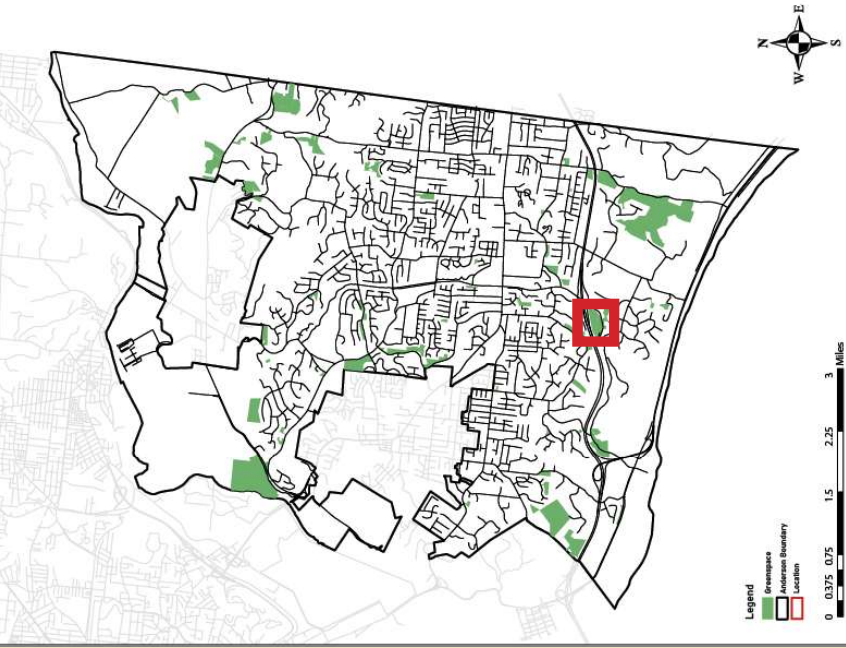 N
E
S
W
Legend
Greenspace
Anderson Boundary
Location
0 0.375 0.75 1.5 2.25 3
Miles